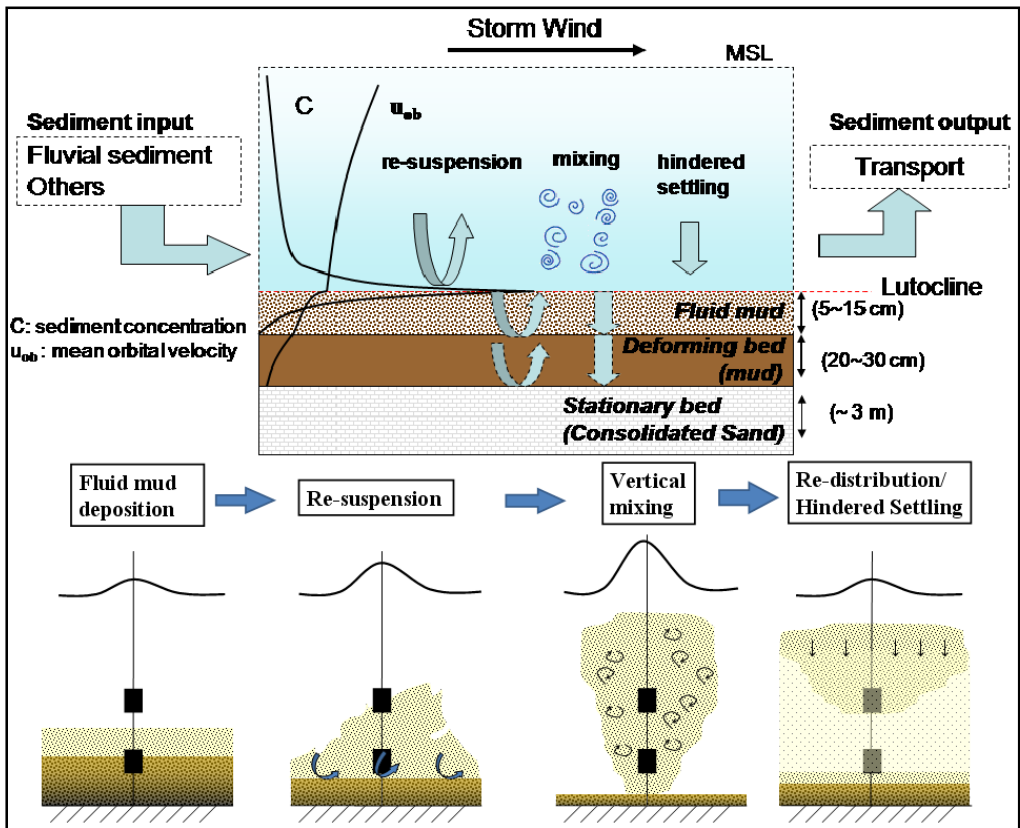 Storm Wind
MSL
C
u_ob
Sediment input
Fluvial sediment
Others
re-suspension
mixing
hindered
settling
Sediment output
Transport
Lutocline
C: sediment concentration
u_ob : mean orbital velocity
Fluid mud
(5~15 cm)
Deforming bed
(mud)
(20~30 cm)
Stationary bed
(Consolidated Sand)
(~ 3 m)
Fluid mud
deposition
Re-suspension
Vertical
mixing
Re-distribution/
Hindered Settling